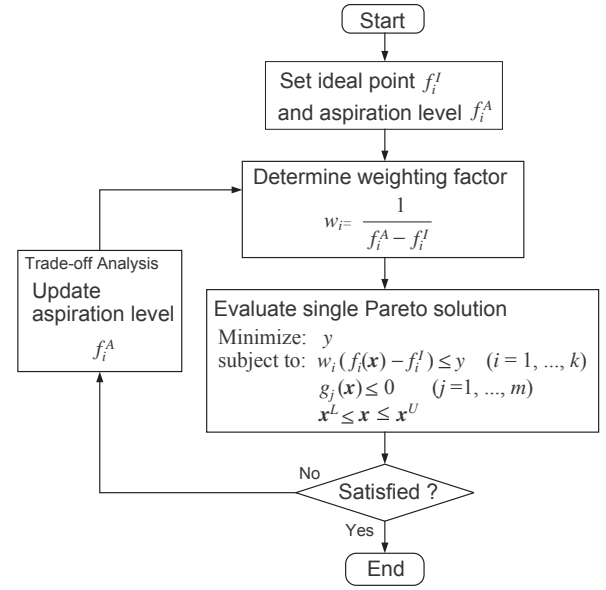 Start
Set ideal point f_i^I
and aspiration level f_i^A
Determine weighting factor
w_i= 1 / (f_i^A − f_i^I)
Trade-off Analysis
Update
aspiration level
f_i^A
Evaluate single Pareto solution
Minimize: y
subject to: w_i (f_i(x) − f_i^I) ≤ y (i = 1, ..., k)
g_j (x) ≤ 0 (j =1, ..., m)
x^L ≤ x ≤ x^U
No
Satisfied ?
Yes
End